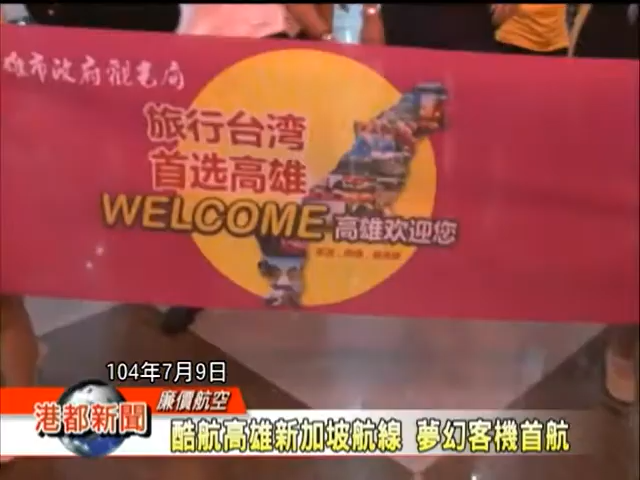 雄市政府觀光局
旅行台湾
首选高雄
WELCOME 高雄欢迎您
104年7月9日
廉價航空
港都新聞
酷航高雄新加坡航線 夢幻客機首航